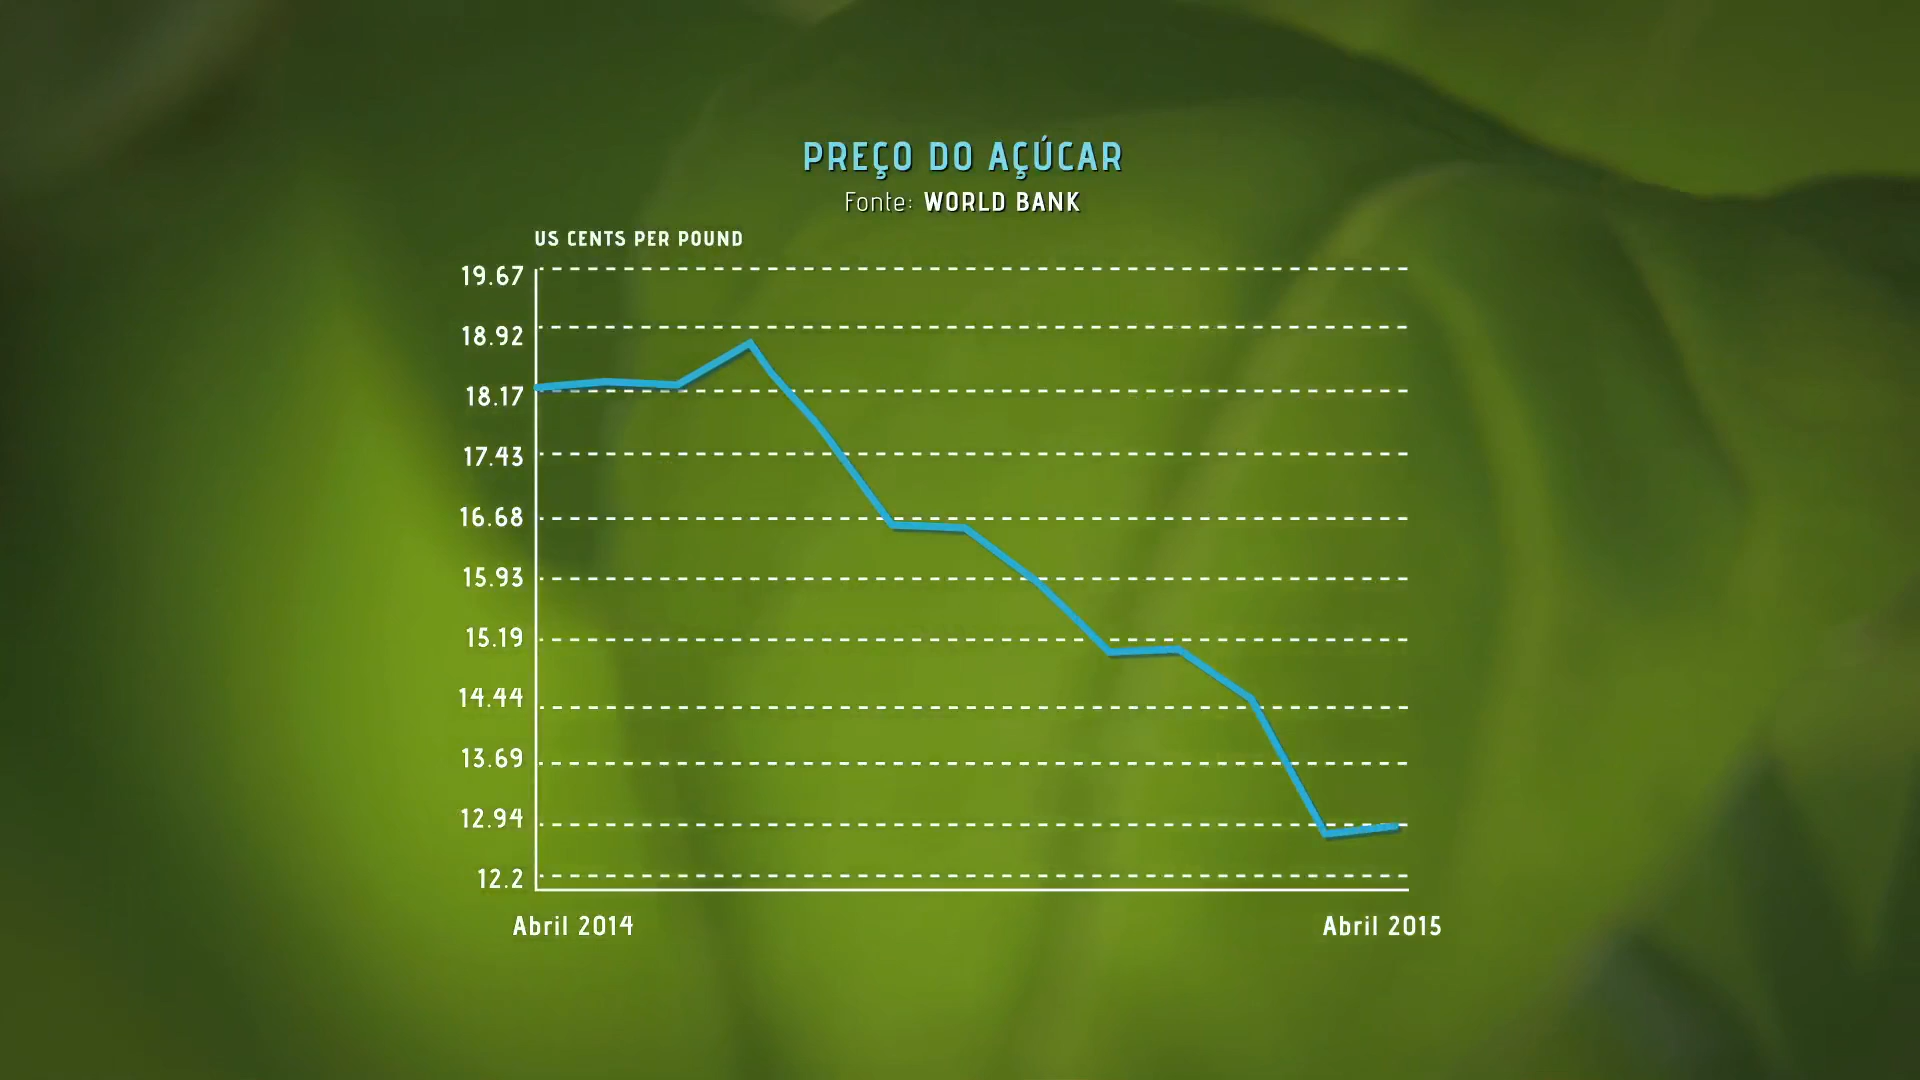 PREÇO DO AÇÚCAR
Fonte: WORLD BANK
US CENTS PER POUND
19.67
18.92
18.17
17.43
16.68
15.93
15.19
14.44
13.69
12.94
12.2
Abril 2014 Abril 2015